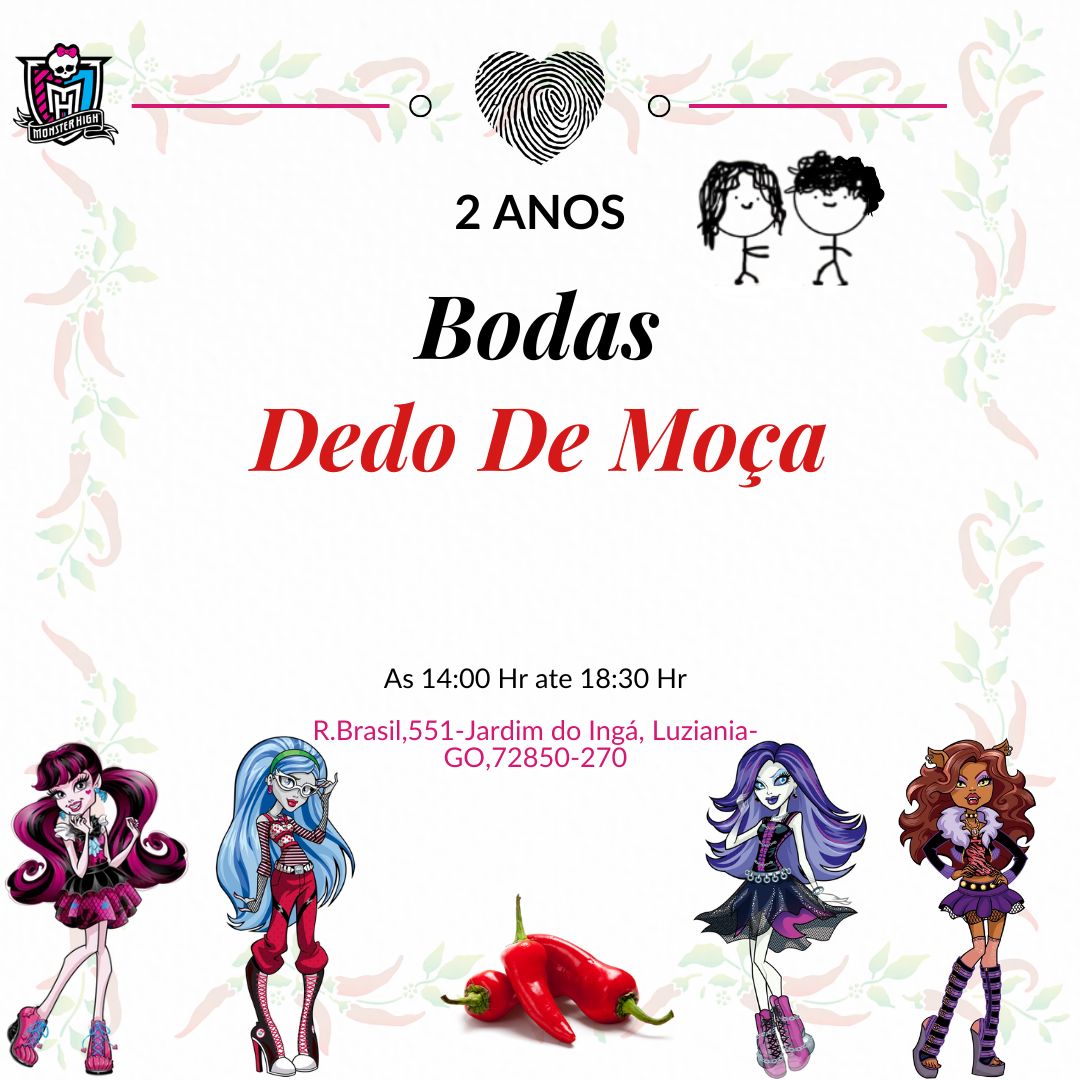 MONSTER HIGH
2 ANOS
Bodas
Dedo De Moça
As 14:00 Hr ate 18:30 Hr
R.Brasil,551-Jardim do Ingá, Luziania-
GO,72850-270